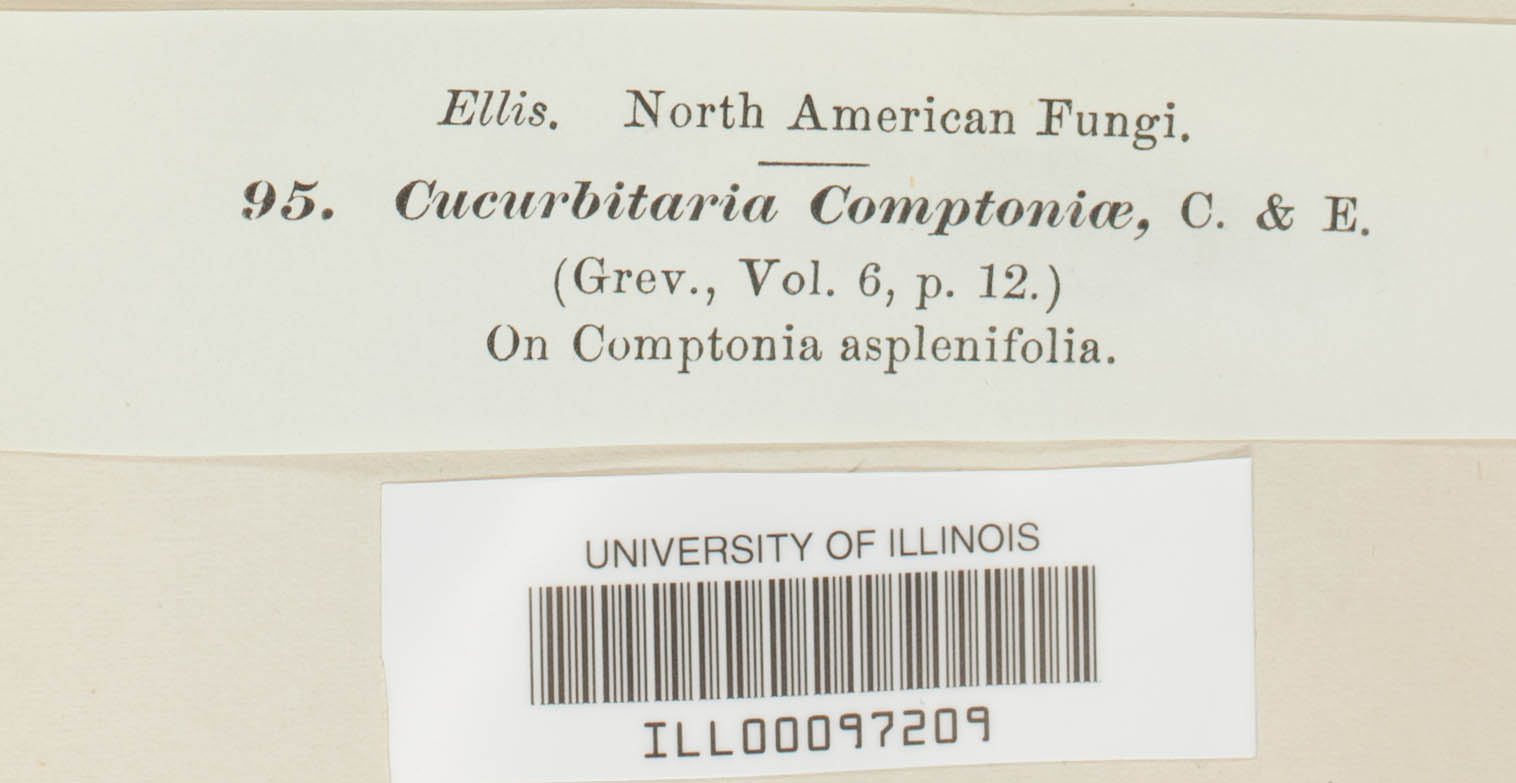 Ellis. North American Fungi.
95. Cucurbitaria Comptoniæ, C. & E.
(Grev., Vol. 6, p. 12.)
On Comptonia asplenifolia.
UNIVERSITY OF ILLINOIS
ILL00097209